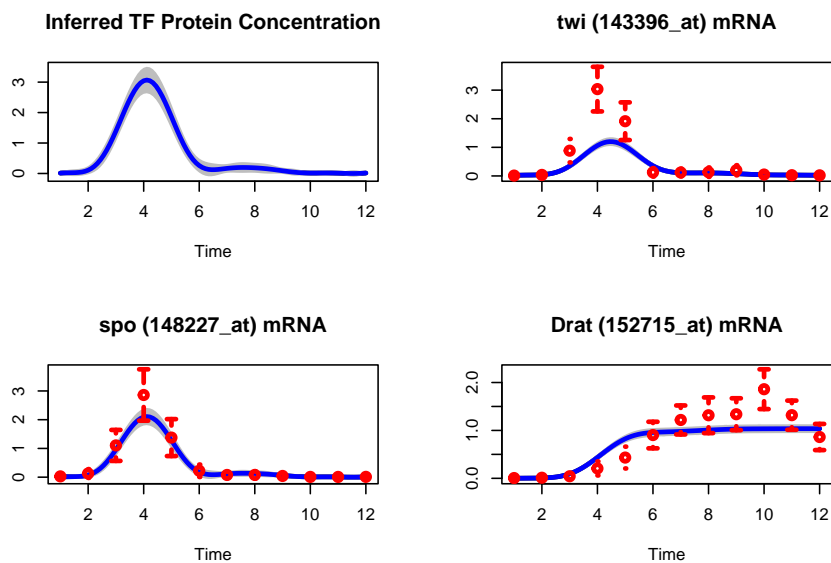 Inferred TF Protein Concentration
3
2
1
0
2 4 6 8 10 12
Time
twi (143396_at) mRNA
3
2
1
0
2 4 6 8 10 12
Time
spo (148227_at) mRNA
3
2
1
0
2 4 6 8 10 12
Time
Drat (152715_at) mRNA
2.0
1.0
0.0
2 4 6 8 10 12
Time